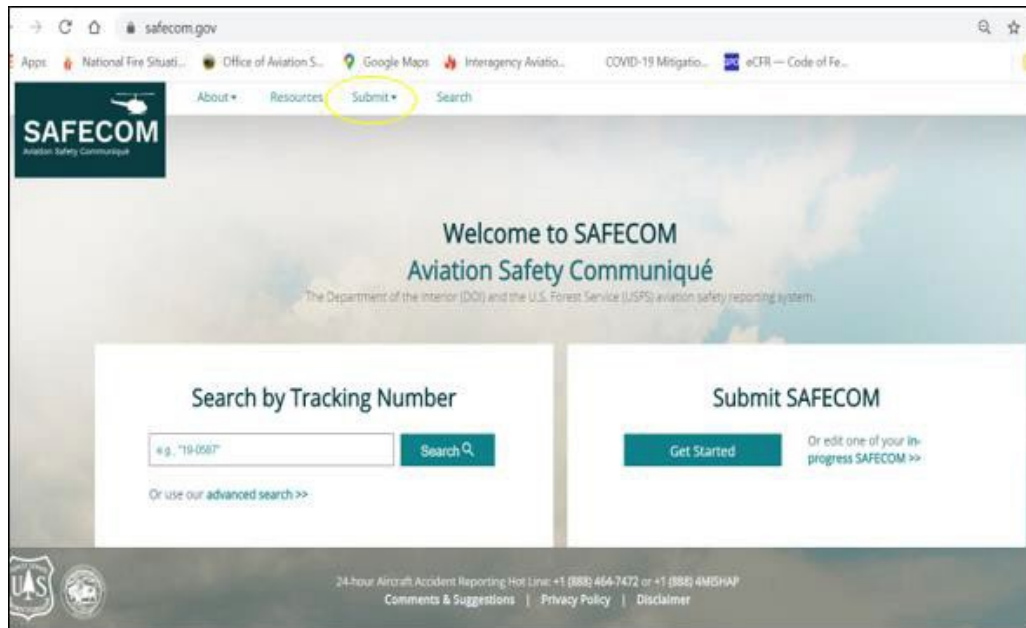 safecom.gov
Apps National Fire Situati... Office of Aviation S... Google Maps Interagency Aviatio... COVID-19 Mitigatio... eCFR — Code of Fe...
About Resources Submit Search
SAFECOM
Aviation Safety Communiqué
Welcome to SAFECOM
Aviation Safety Communiqué
The Department of the Interior (DOI) and the U.S. Forest Service (USFS) aviation safety reporting system.
Search by Tracking Number
e.g., "19-0587"
Search
Or use our advanced search >>
Submit SAFECOM
Get Started
Or edit one of your in-
progress SAFECOM >>
24-hour Aircraft Accident Reporting Hot Line: +1 (888) 464-7472 or +1 (888) 4MISHAP
Comments & Suggestions | Privacy Policy | Disclaimer
UAS